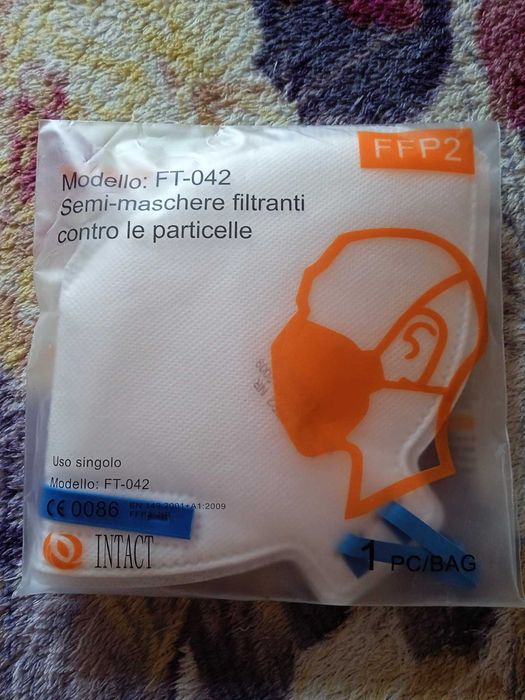 FFP2
Modello: FT-042
Semi-maschere filtranti
contro le particelle
Uso singolo
Modello: FT-042
CE 0086 EN 149:2001+A1:2009
INTACT
1 PC/BAG